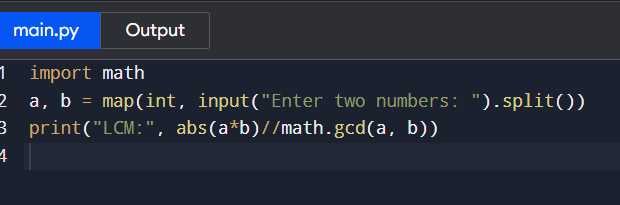 main.py Output
1 import math
2 a, b = map(int, input("Enter two numbers: ").split())
3 print("LCM:", abs(a*b)//math.gcd(a, b))
4